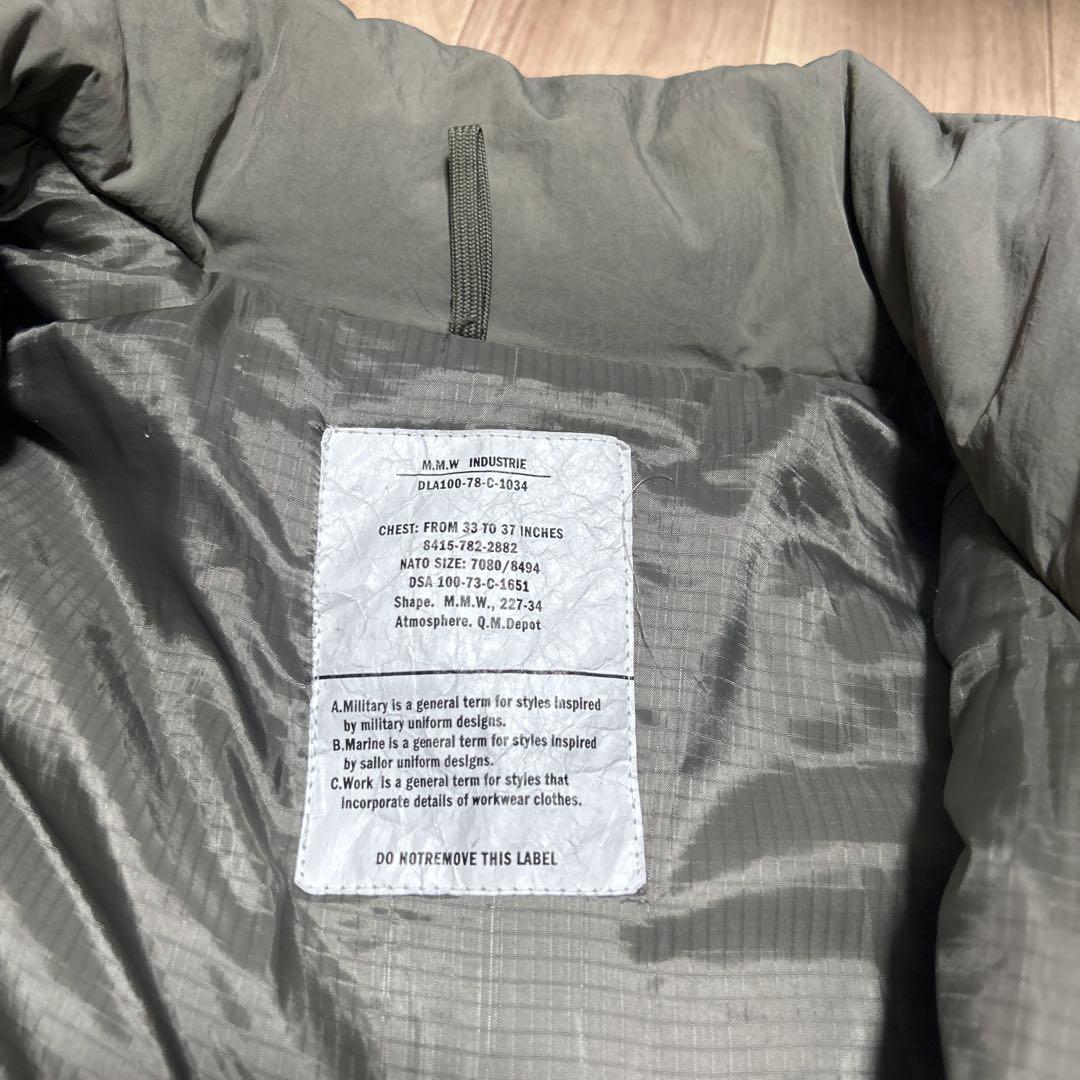 M.M.W INDUSTRIE
DLA100-78-C-1034
CHEST: FROM 33 TO 37 INCHES
8415-782-2882
NATO SIZE: 7080/8494
DSA 100-73-C-1651
Shape. M.M.W., 227-34
Atmosphere. Q.M.Depot
A.Military is a general term for styles Inspired
by military uniform designs.
B.Marine is a general term for styles inspired
by sailor uniform designs.
C.Work is a general term for styles that
Incorporate details of workwear clothes.
DO NOTREMOVE THIS LABEL